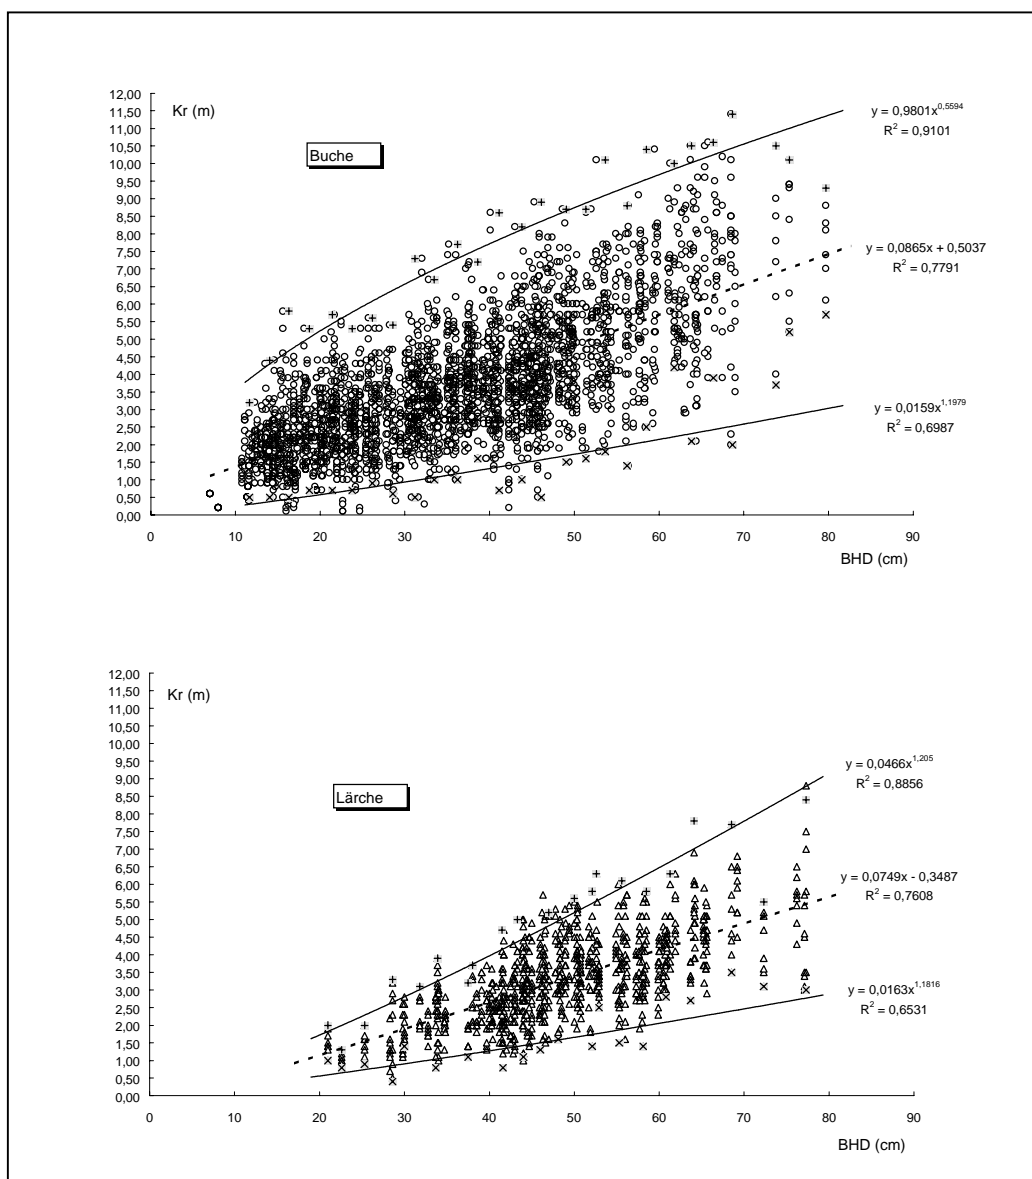 Kr (m)
12,00
11,50
11,00
10,50
10,00
9,50
9,00
8,50
8,00
7,50
7,00
6,50
6,00
5,50
5,00
4,50
4,00
3,50
3,00
2,50
2,00
1,50
1,00
0,50
0,00
Buche
y = 0,9801x^0,5594
R² = 0,9101
y = 0,0865x + 0,5037
R² = 0,7791
y = 0,0159x^1,1979
R² = 0,6987
0 10 20 30 40 50 60 70 80 90
BHD (cm)
Kr (m)
12,00
11,50
11,00
10,50
10,00
9,50
9,00
8,50
8,00
7,50
7,00
6,50
6,00
5,50
5,00
4,50
4,00
3,50
3,00
2,50
2,00
1,50
1,00
0,50
0,00
Lärche
y = 0,0466x^1,205
R² = 0,8856
y = 0,0749x - 0,3487
R² = 0,7608
y = 0,0163x^1,1816
R² = 0,6531
0 10 20 30 40 50 60 70 80 90
BHD (cm)